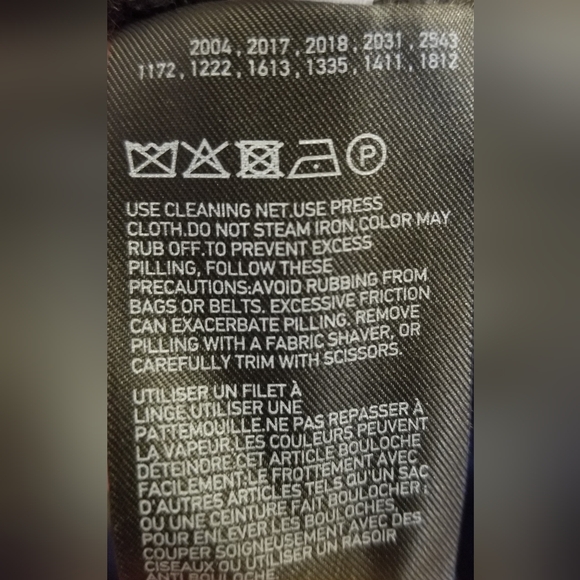 2004, 2017, 2018, 2031, 2543
1172, 1222, 1613, 1335, 1411, 1812
P
USE CLEANING NET.USE PRESS
CLOTH.DO NOT STEAM IRON.COLOR MAY
RUB OFF.TO PREVENT EXCESS
PILLING, FOLLOW THESE
PRECAUTIONS:AVOID RUBBING FROM
BAGS OR BELTS. EXCESSIVE FRICTION
CAN EXACERBATE PILLING. REMOVE
PILLING WITH A FABRIC SHAVER, OR
CAREFULLY TRIM WITH SCISSORS.
UTILISER UN FILET À
LINGE.UTILISER UNE
PATTEMOUILLE.NE PAS REPASSER À
LA VAPEUR.LES COULEURS PEUVENT
DÉTEINDRE.CET ARTICLE BOULOCHE
FACILEMENT.LE FROTTEMENT AVEC
D'AUTRES ARTICLES TELS QU'UN SAC
OU UNE CEINTURE FAIT BOULOCHER;
POUR ENLEVER LES BOULOCHES,
COUPER SOIGNEUSEMENT AVEC DES
CISEAUX OU UTILISER UN RASOIR
ANTI-BOULOCHE.